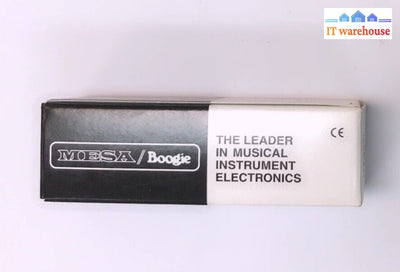 IT warehouse
MESA/Boogie
THE LEADER
IN MUSICAL
INSTRUMENT
ELECTRONICS
CE